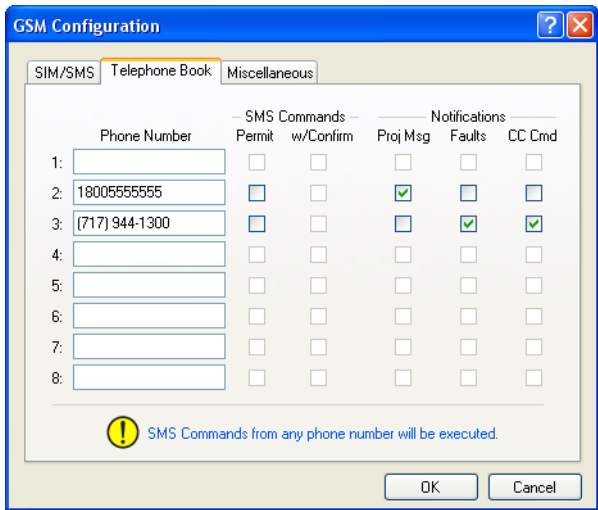 GSM Configuration
SIM/SMS Telephone Book Miscellaneous
SMS Commands Notifications
Phone Number Permit w/Confirm Proj Msg Faults CC Cmd
1:
2: 18005555555
3: (717) 944-1300
4:
5:
6:
7:
8:
SMS Commands from any phone number will be executed.
OK Cancel